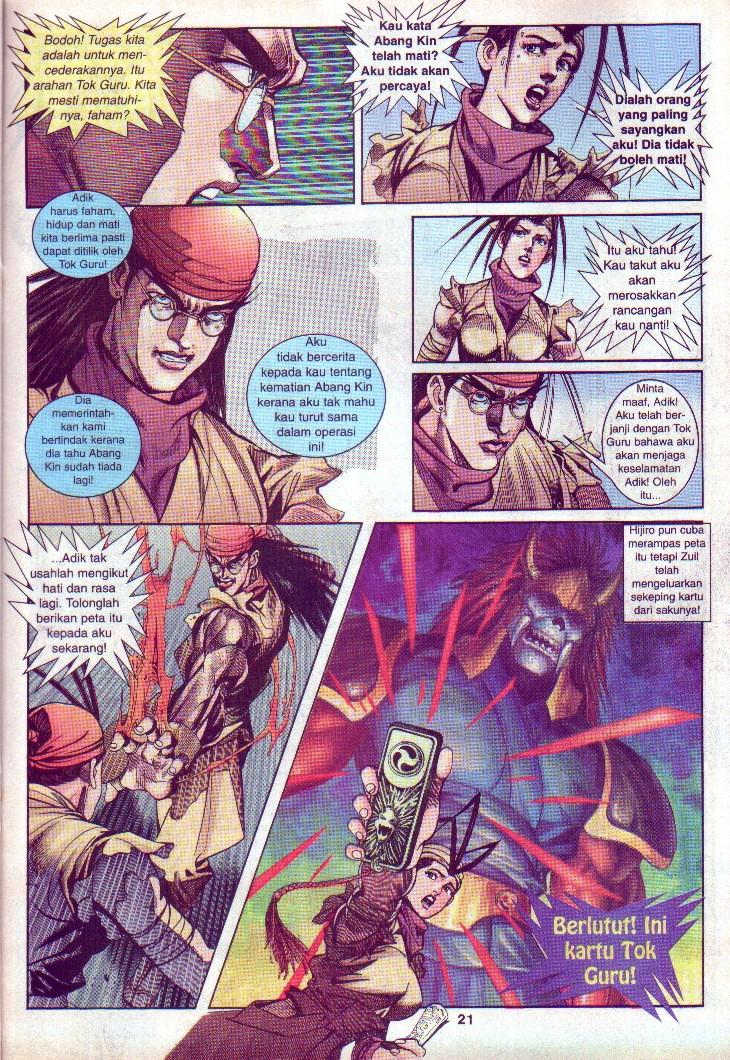 Bodoh! Tugas kita
adalah untuk men-
cederakannya. Itu
arahan Tok Guru. Kita
mesti mematuhi-
nya, faham?
Kau kata
Abang Kin
telah mati?
Aku tidak akan
percaya!
Dialah orang
yang paling
sayangkan
aku! Dia tidak
boleh mati!
Adik
harus faham,
hidup dan mati
kita berlima pasti
dapat ditilik oleh
Tok Guru!
Aku
tidak bercerita
kepada kau tentang
kematian Abang Kin
kerana aku tak mahu
kau turut sama
dalam operasi
ini!
Dia
memerintah-
kan kami
bertindak kerana
dia tahu Abang
Kin sudah tiada
lagi!
Itu aku tahu!
Kau takut aku
akan
merosakkan
rancangan
kau nanti!
Minta
maaf, Adik!
Aku telah ber-
janji dengan Tok
Guru bahawa aku
akan menjaga
keselamatan
Adik! Oleh
itu...
...Adik tak
usahlah mengikut
hati dan rasa
lagi. Tolonglah
berikan peta itu
kepada aku
sekarang!
Hijiro pun cuba
merampas peta
itu tetapi Zuil
telah
mengeluarkan
sekeping kartu
dari sakunya!
Berlutut! Ini
kartu Tok
Guru!
21